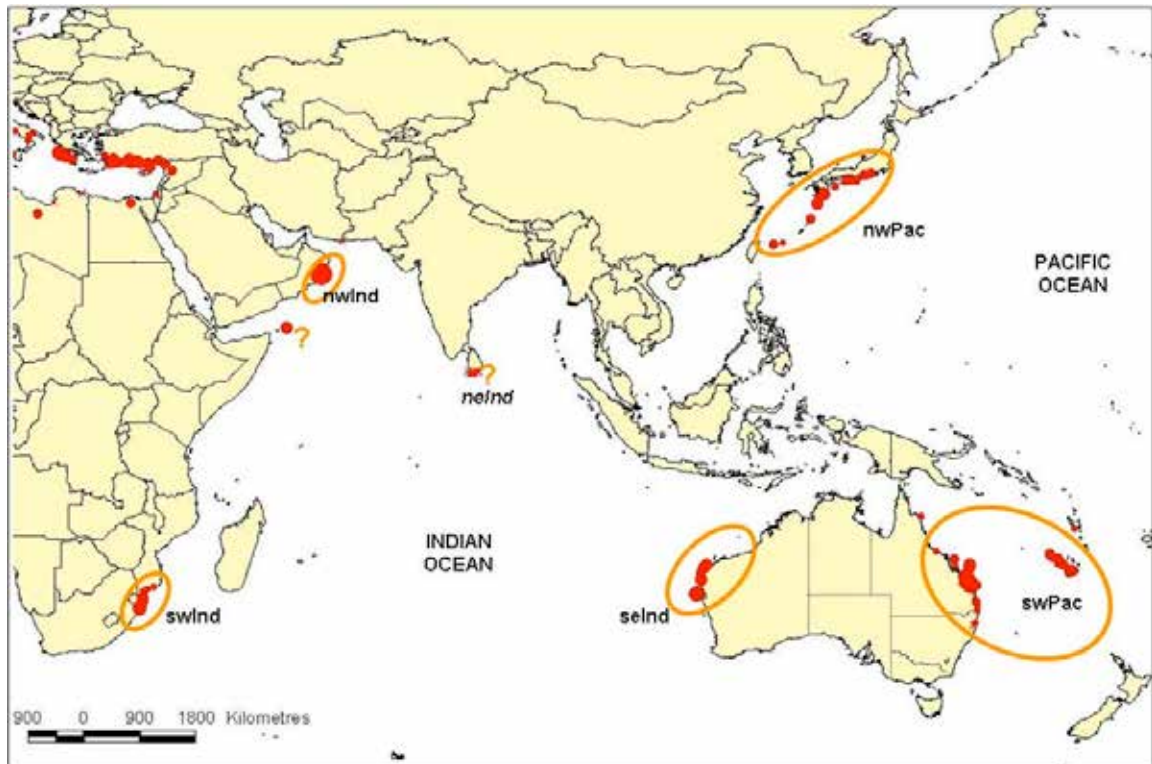 nwPac
PACIFIC
OCEAN
nwInd
?
?
neInd
INDIAN
OCEAN
swInd
seInd
swPac
900 0 900 1800 Kilometres